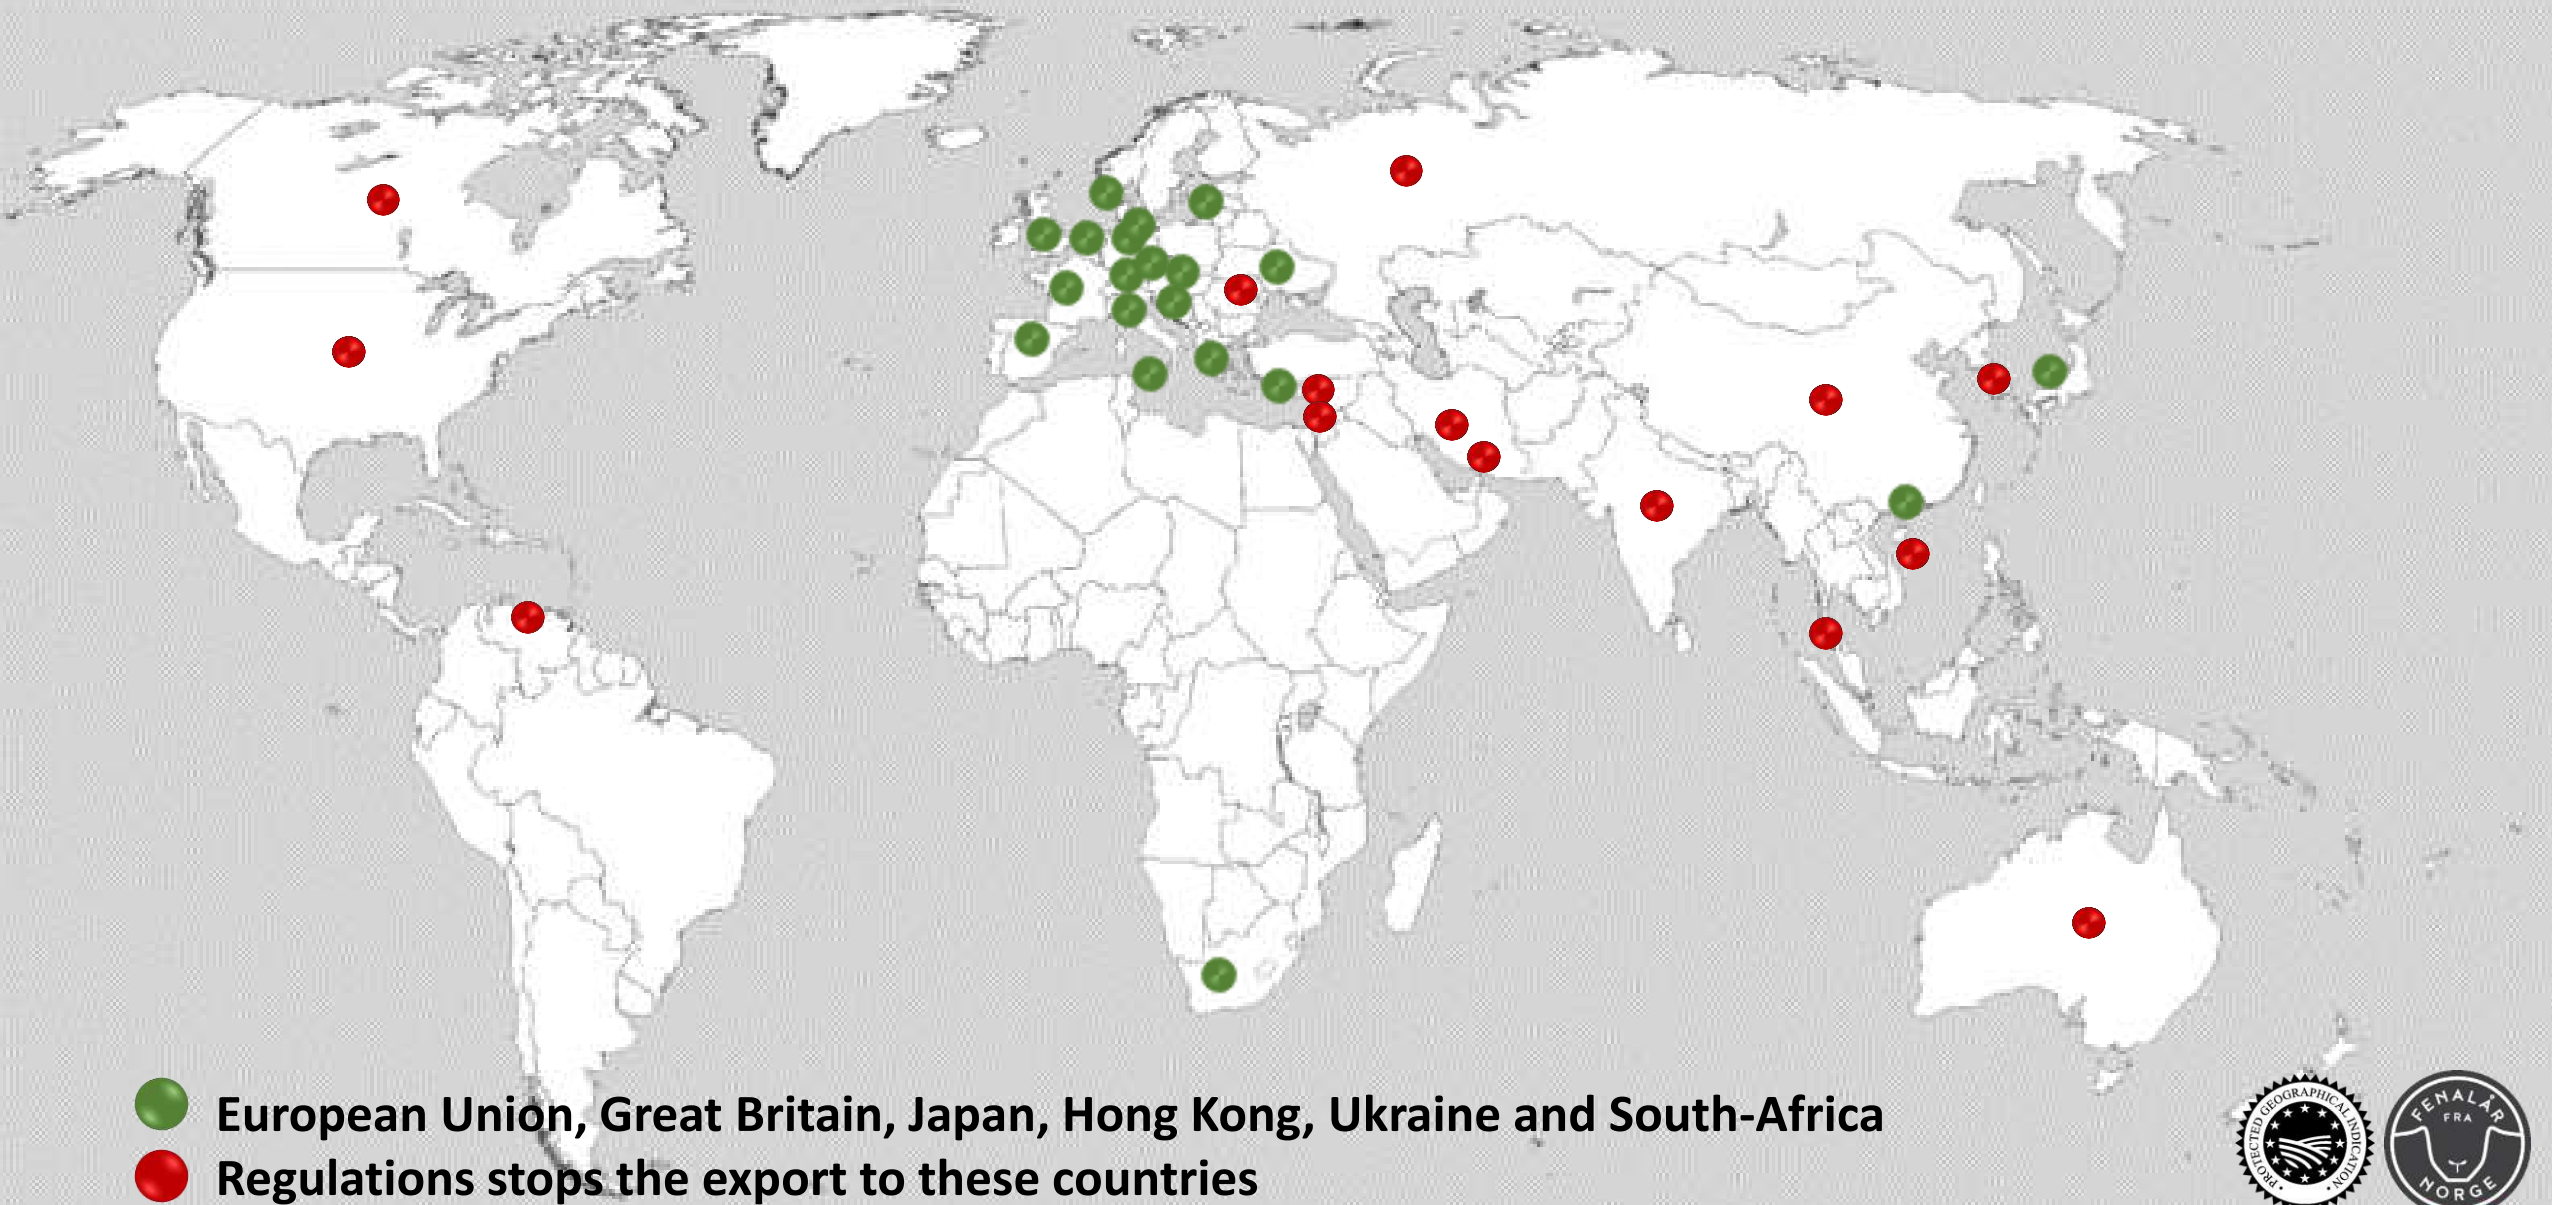 European Union, Great Britain, Japan, Hong Kong, Ukraine and South-Africa
Regulations stops the export to these countries
PROTECTED GEOGRAPHICAL INDICATION
FENALÅR
FRA
NORGE